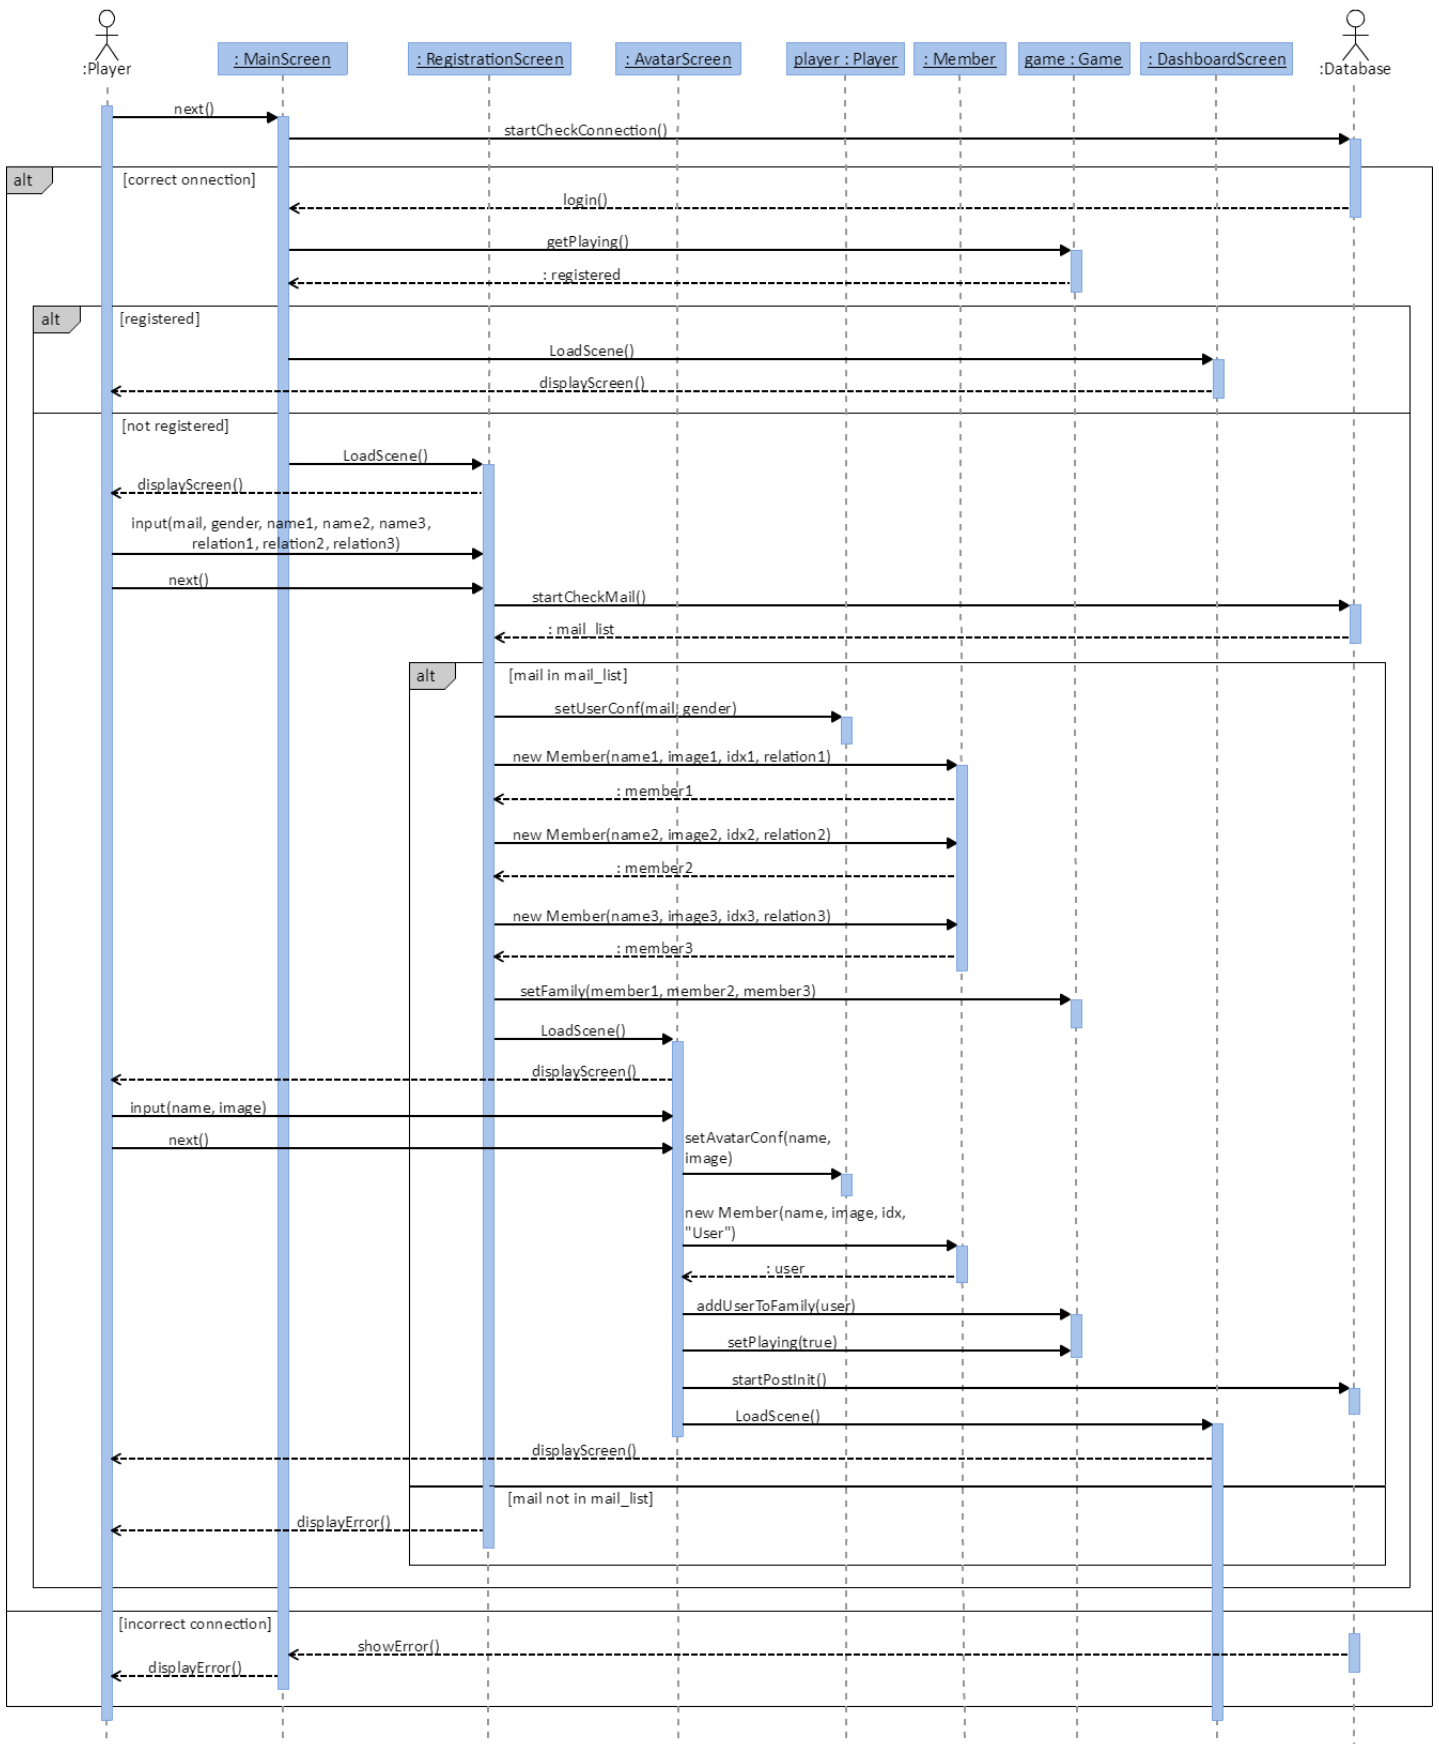 :Player
: MainScreen
: RegistrationScreen
: AvatarScreen
player : Player
: Member
game : Game
: DashboardScreen
:Database
next()
startCheckConnection()
alt
[correct onnection]
login()
getPlaying()
: registered
alt
[registered]
LoadScene()
displayScreen()
[not registered]
LoadScene()
displayScreen()
input(mail, gender, name1, name2, name3,
relation1, relation2, relation3)
next()
startCheckMail()
: mail_list
alt
[mail in mail_list]
setUserConf(mail, gender)
new Member(name1, image1, idx1, relation1)
: member1
new Member(name2, image2, idx2, relation2)
: member2
new Member(name3, image3, idx3, relation3)
: member3
setFamily(member1, member2, member3)
LoadScene()
displayScreen()
input(name, image)
next()
setAvatarConf(name,
image)
new Member(name, image, idx,
"User")
: user
addUserToFamily(user)
setPlaying(true)
startPostInit()
LoadScene()
displayScreen()
[mail not in mail_list]
displayError()
[incorrect connection]
showError()
displayError()